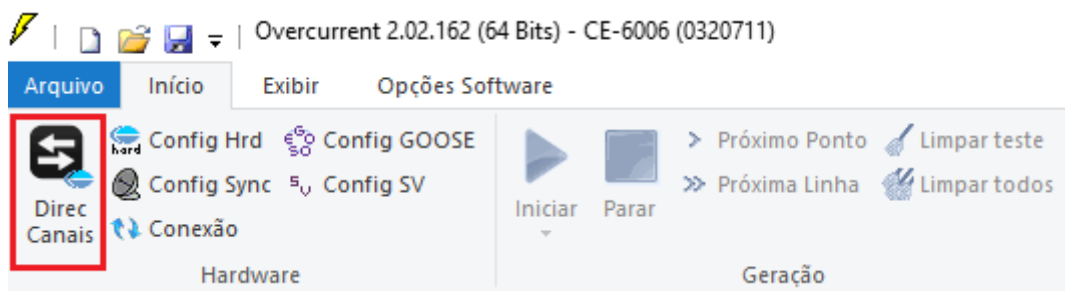 Overcurrent 2.02.162 (64 Bits) - CE-6006 (0320711)
Arquivo Início Exibir Opções Software
Direc
Canais
hard Config Hrd
Config Sync
Conexão
Config GOOSE
Config SV
Iniciar
Parar
Próximo Ponto
Próxima Linha
Limpar teste
Limpar todos
Hardware
Geração